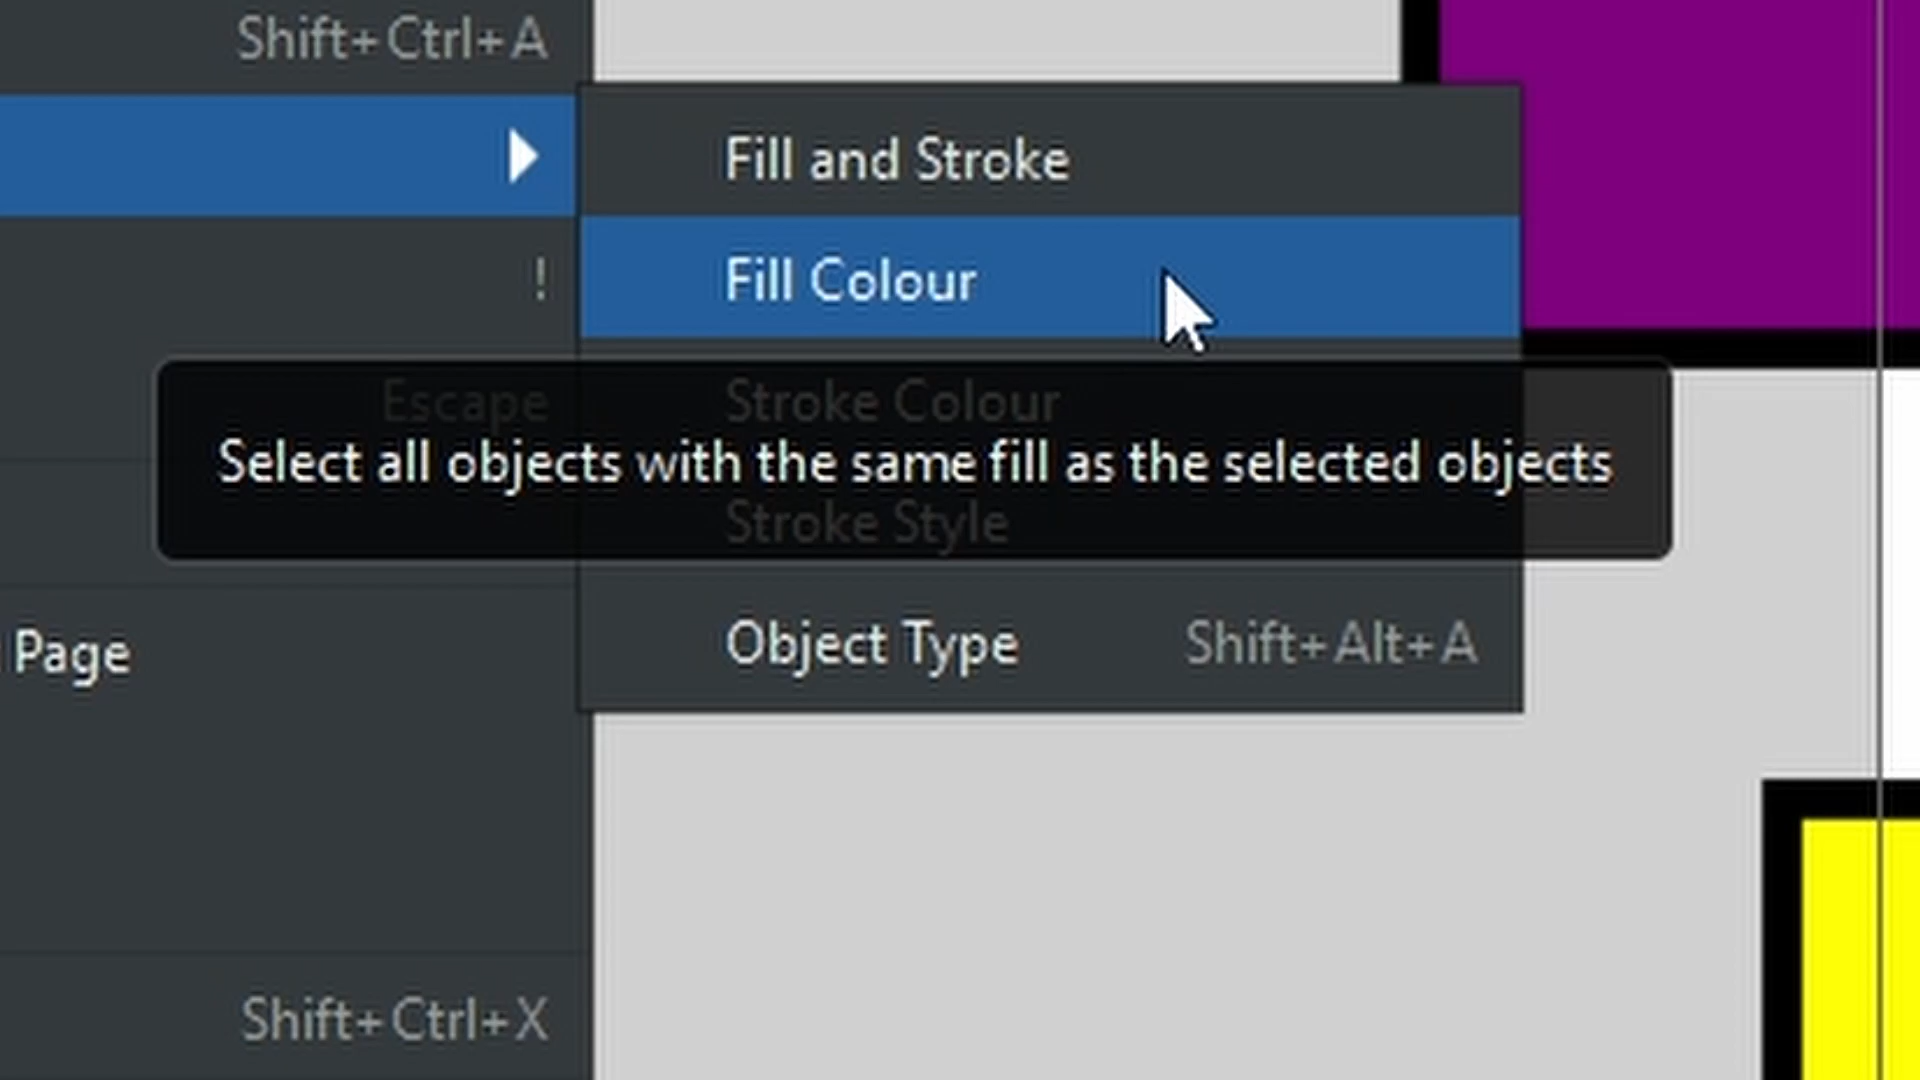 Shift+Ctrl+A
Fill and Stroke
!
Fill Colour
Escape
Stroke Colour
Select all objects with the same fill as the selected objects
Stroke Style
Page
Object Type Shift+Alt+A
Shift+Ctrl+X